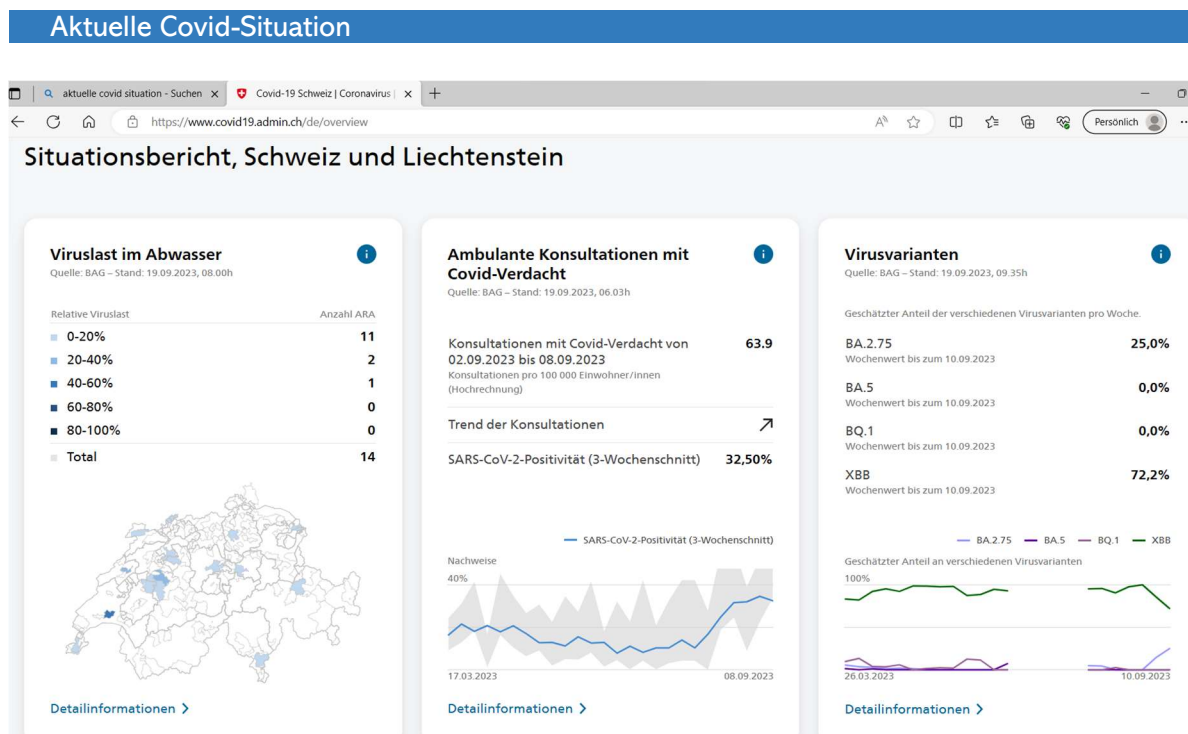 Aktuelle Covid-Situation
aktuelle covid situation - Suchen
Covid-19 Schweiz | Coronavirus |
https://www.covid19.admin.ch/de/overview
Persönlich
Situationsbericht, Schweiz und Liechtenstein
Viruslast im Abwasser
Quelle: BAG – Stand: 19.09.2023, 08.00h
Relative Viruslast Anzahl ARA
0-20% 11
20-40% 2
40-60% 1
60-80% 0
80-100% 0
Total 14
Detailinformationen
Ambulante Konsultationen mit
Covid-Verdacht
Quelle: BAG – Stand: 19.09.2023, 06.03h
Konsultationen mit Covid-Verdacht von 63.9
02.09.2023 bis 08.09.2023
Konsultationen pro 100 000 Einwohner/innen
(Hochrechnung)
Trend der Konsultationen
SARS-CoV-2-Positivität (3-Wochenschnitt) 32,50%
SARS-CoV-2-Positivität (3-Wochenschnitt)
Nachweise
40%
17.03.2023 08.09.2023
Detailinformationen
Virusvarianten
Quelle: BAG – Stand: 19.09.2023, 09.35h
Geschätzter Anteil der verschiedenen Virusvarianten pro Woche.
BA.2.75 25,0%
Wochenwert bis zum 10.09.2023
BA.5 0,0%
Wochenwert bis zum 10.09.2023
BQ.1 0,0%
Wochenwert bis zum 10.09.2023
XBB 72,2%
Wochenwert bis zum 10.09.2023
BA.2.75 BA.5 BQ.1 XBB
Geschätzter Anteil an verschiedenen Virusvarianten
100%
26.03.2023 10.09.2023
Detailinformationen